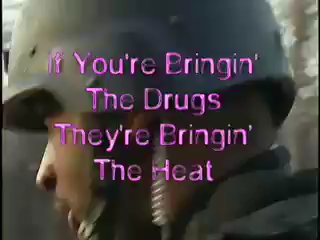 If You're Bringin'
The Drugs
They're Bringin'
The Heat